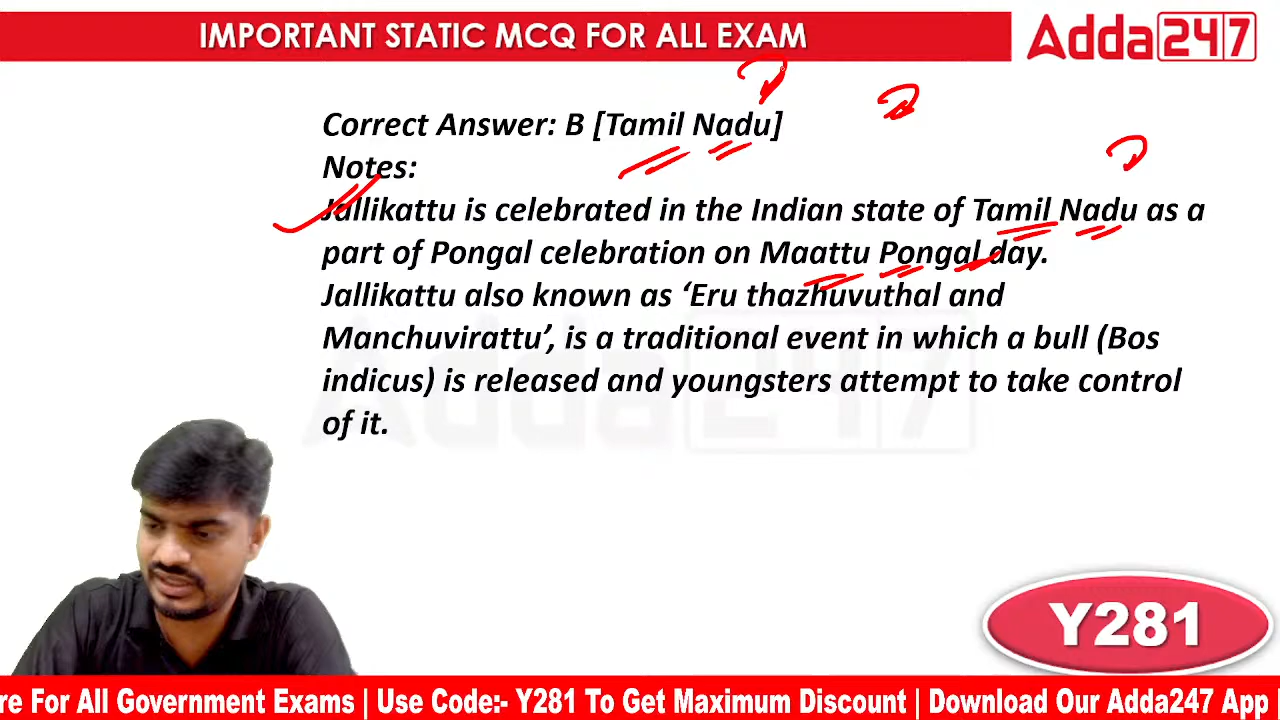 IMPORTANT STATIC MCQ FOR ALL EXAM
Adda247
Correct Answer: B [Tamil Nadu]
Notes:
Jallikattu is celebrated in the Indian state of Tamil Nadu as a
part of Pongal celebration on Maattu Pongal day.
Jallikattu also known as ‘Eru thazhuvuthal and
Manchuvirattu’, is a traditional event in which a bull (Bos
indicus) is released and youngsters attempt to take control
of it.
Adda247
Y281
re For All Government Exams | Use Code:- Y281 To Get Maximum Discount | Download Our Adda247 App